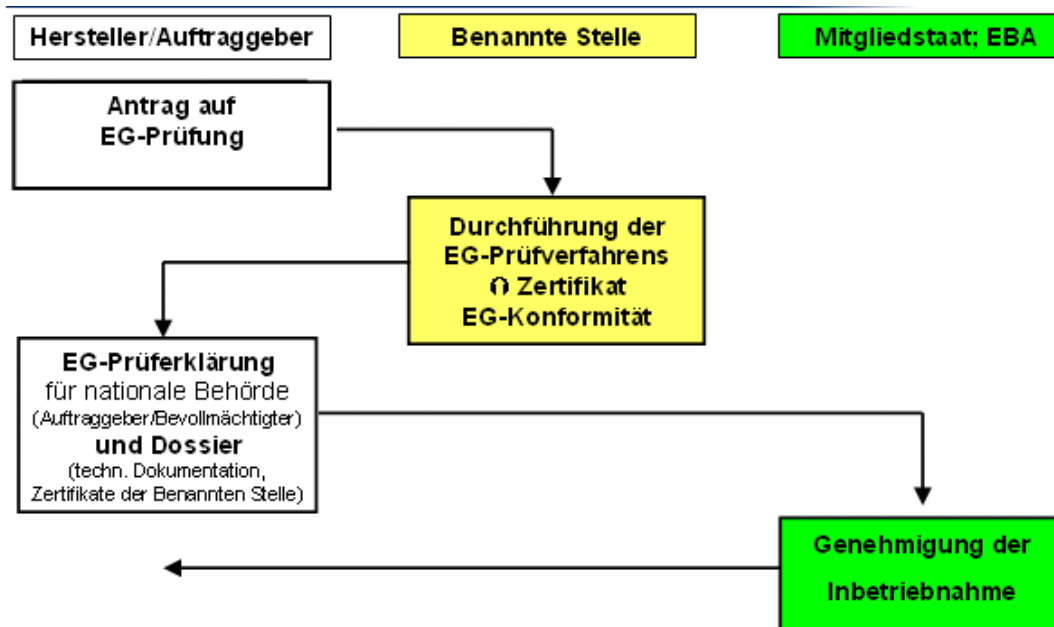 Hersteller/Auftraggeber
Benannte Stelle
Mitgliedstaat; EBA
Antrag auf
EG-Prüfung
Durchführung der
EG-Prüfverfahrens
∩ Zertifikat
EG-Konformität
EG-Prüferklärung
für nationale Behörde
(Auftraggeber/Bevollmächtigter)
und Dossier
(techn. Dokumentation,
Zertifikate der Benannten Stelle)
Genehmigung der
Inbetriebnahme